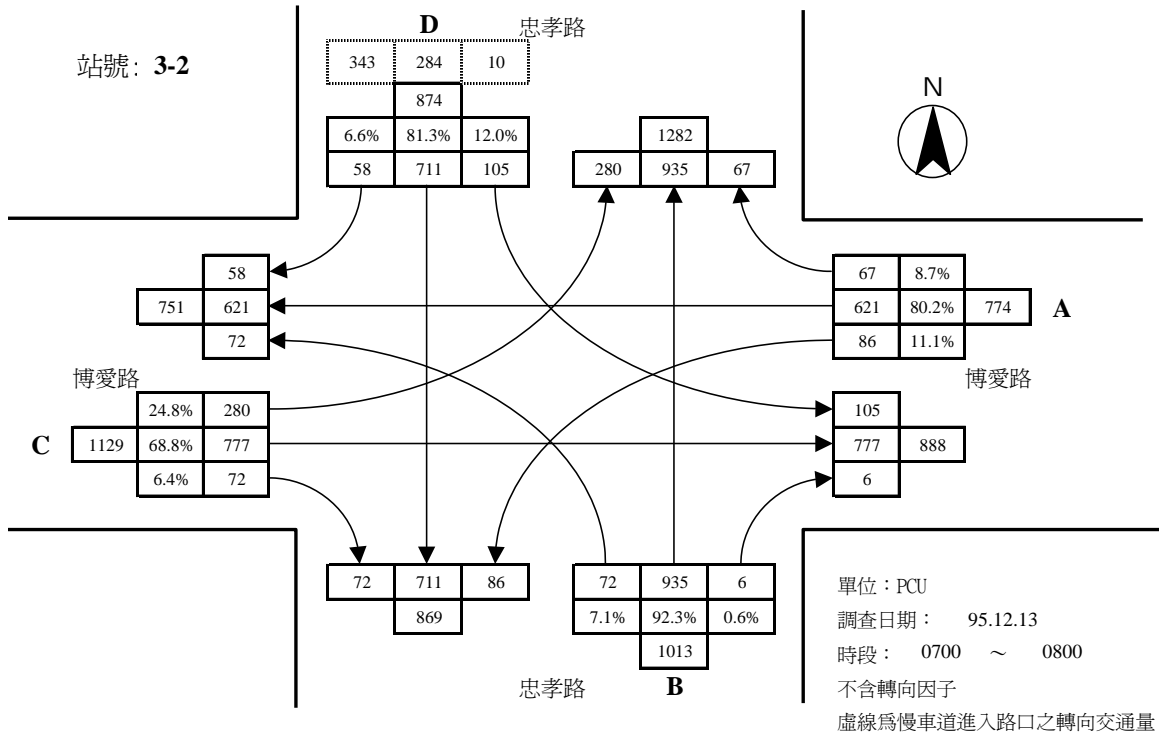 D
忠孝路
站號: 3-2
343 284 10
874
6.6% 81.3% 12.0%
58 711 105
1282
280 935 67
N
58
751 621
72
67 8.7%
621 80.2% 774
86 11.1%
A
博愛路
博愛路
24.8% 280
C 1129 68.8% 777
6.4% 72
105
777 888
6
72 711 86
869
72 935 6
7.1% 92.3% 0.6%
1013
忠孝路
B
單位：PCU
調查日期： 95.12.13
時段： 0700 ～ 0800
不含轉向因子
虛線為慢車道進入路口之轉向交通量